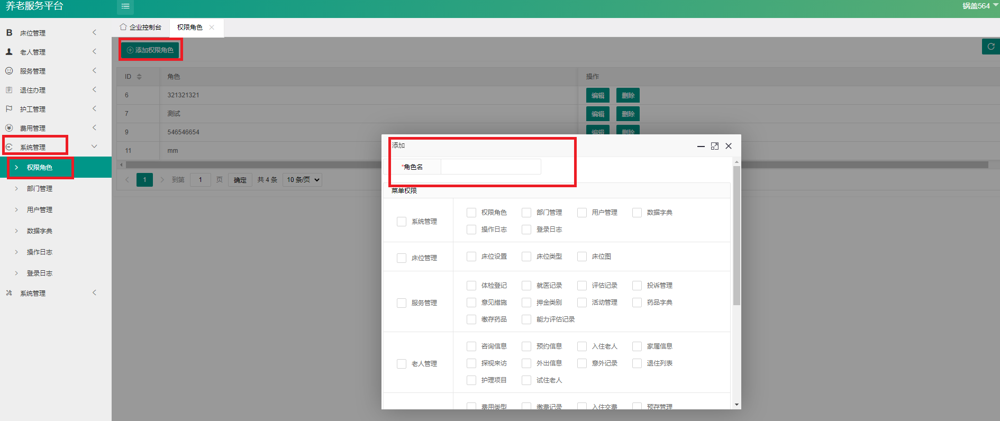 养老服务平台
锅盖564
床位管理
老人管理
服务管理
退住办理
护工管理
费用管理
系统管理
权限角色
部门管理
用户管理
数据字典
操作日志
登录日志
系统管理
企业控制台 权限角色
添加权限角色
ID 角色 操作
6 321321321 编辑 删除
7 测试 编辑 删除
9 546546654 编辑 删除
11 mm
1 到第 1 页 确定 共 4 条 10 条/页
添加
*角色名
菜单权限
系统管理 权限角色 部门管理 用户管理 数据字典
操作日志 登录日志
床位管理 床位设置 床位类型 床位图
服务管理 体检登记 就医记录 评估记录 投诉管理
意见措施 押金类别 活动管理 药品字典
缴存药品 能力评估记录
老人管理 咨询信息 预约信息 入住老人 家属信息
探视来访 外出信息 意外记录 退住列表
护理项目 试住老人
费用类型 缴费记录 入住交费 预存管理